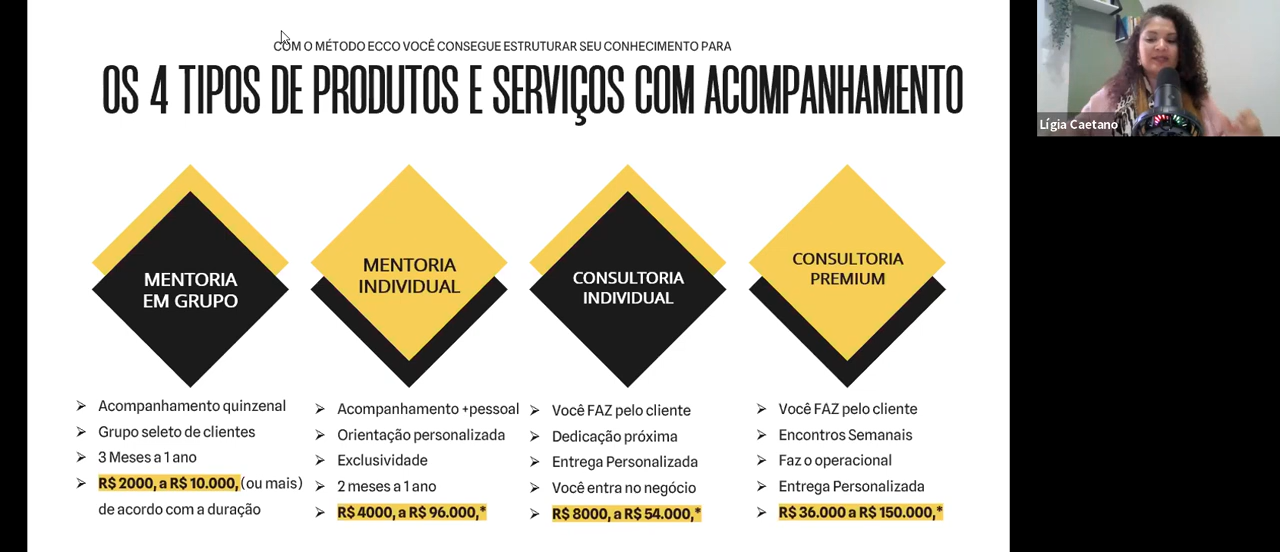 COM O MÉTODO ECCO VOCÊ CONSEGUE ESTRUTURAR SEU CONHECIMENTO PARA
OS 4 TIPOS DE PRODUTOS E SERVIÇOS COM ACOMPANHAMENTO
Lígia Caetano
MENTORIA
EM GRUPO
➢ Acompanhamento quinzenal
➢ Grupo seleto de clientes
➢ 3 Meses a 1 ano
➢ R$ 2000, a R$ 10.000, (ou mais)
de acordo com a duração
MENTORIA
INDIVIDUAL
➢ Acompanhamento +pessoal
➢ Orientação personalizada
➢ Exclusividade
➢ 2 meses a 1 ano
➢ R$ 4000, a R$ 96.000,*
CONSULTORIA
INDIVIDUAL
➢ Você FAZ pelo cliente
➢ Dedicação próxima
➢ Entrega Personalizada
➢ Você entra no negócio
➢ R$ 8000, a R$ 54.000,*
CONSULTORIA
PREMIUM
➢ Você FAZ pelo cliente
➢ Encontros Semanais
➢ Faz o operacional
➢ Entrega Personalizada
➢ R$ 36.000 a R$ 150.000,*